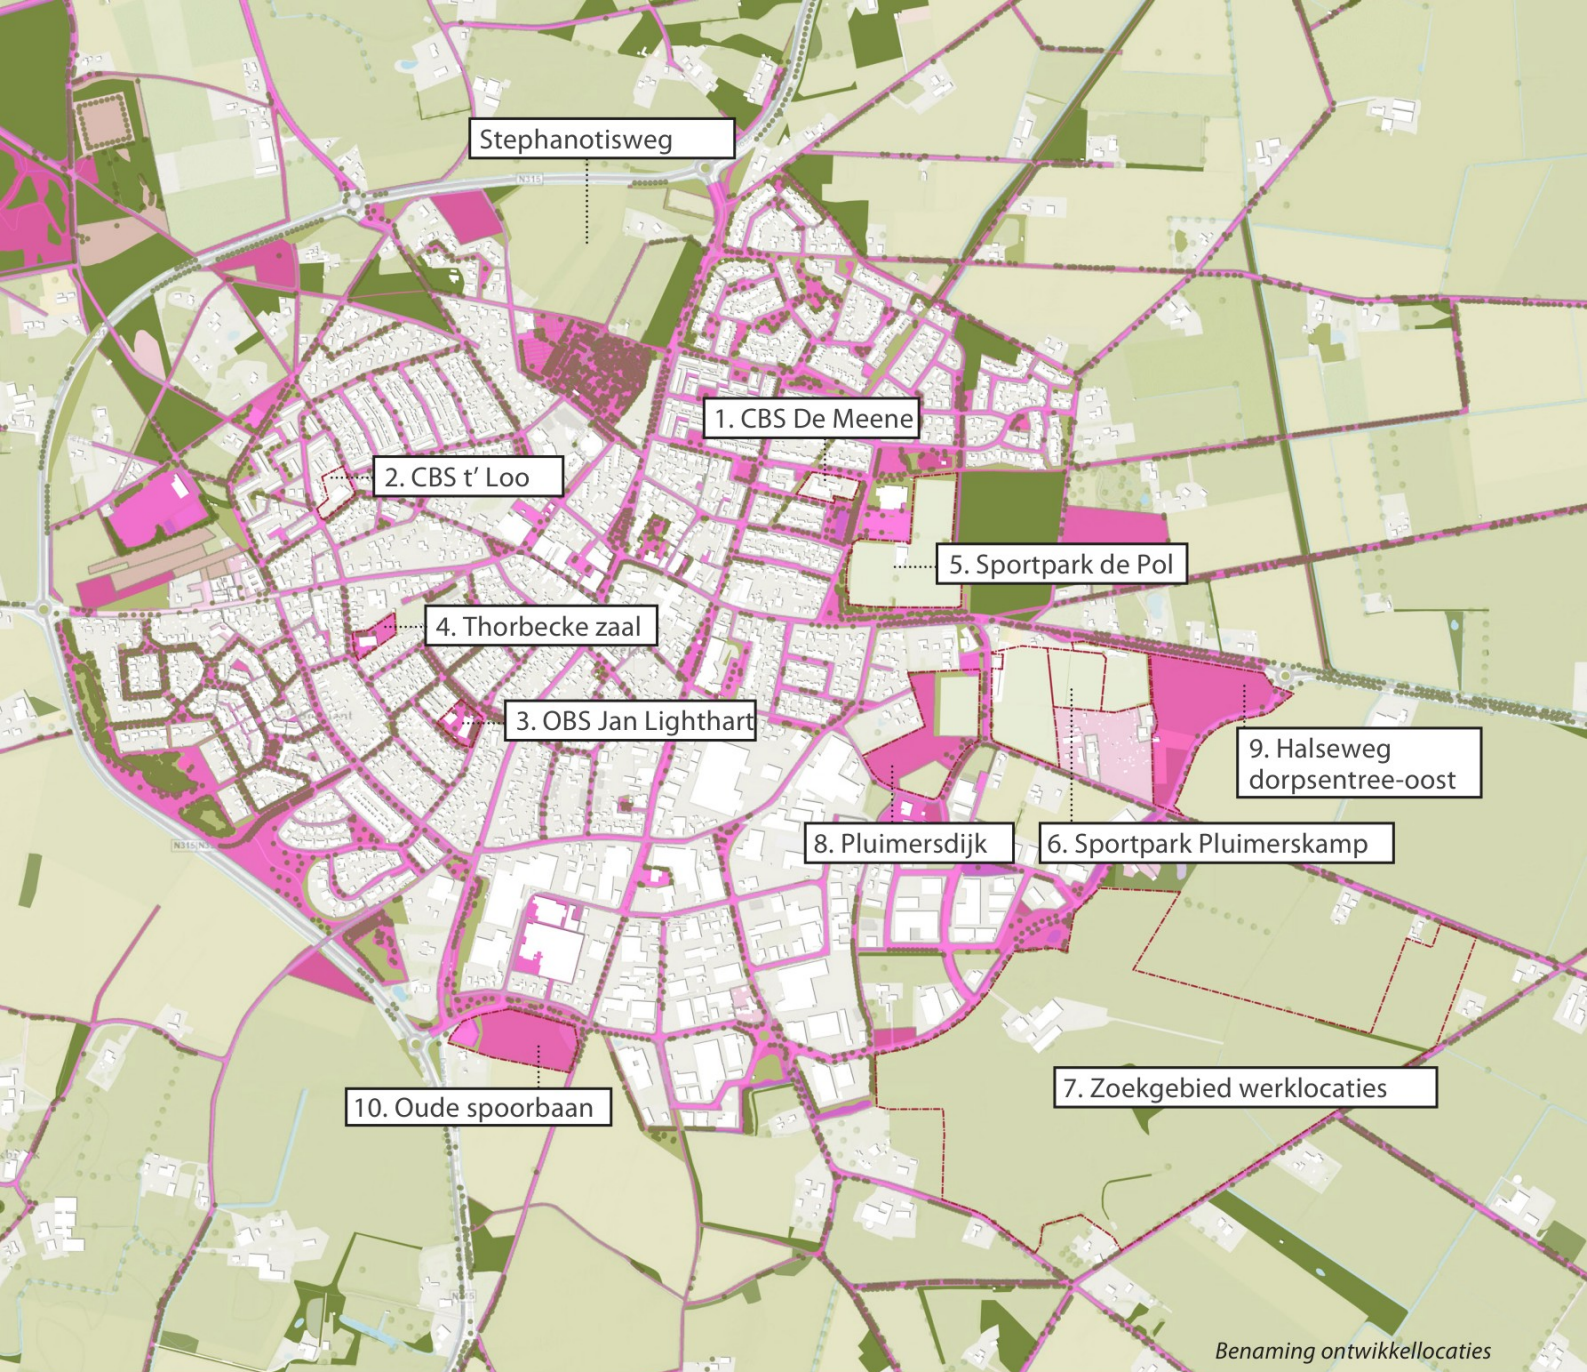 Stephanotisweg
N315
1. CBS De Meene
2. CBS t’ Loo
5. Sportpark de Pol
4. Thorbecke zaal
3. OBS Jan Lighthart
9. Halseweg
dorpsentree-oost
8. Pluimersdijk
6. Sportpark Pluimerskamp
7. Zoekgebied werklocaties
10. Oude spoorbaan
Benaming ontwikkellocaties